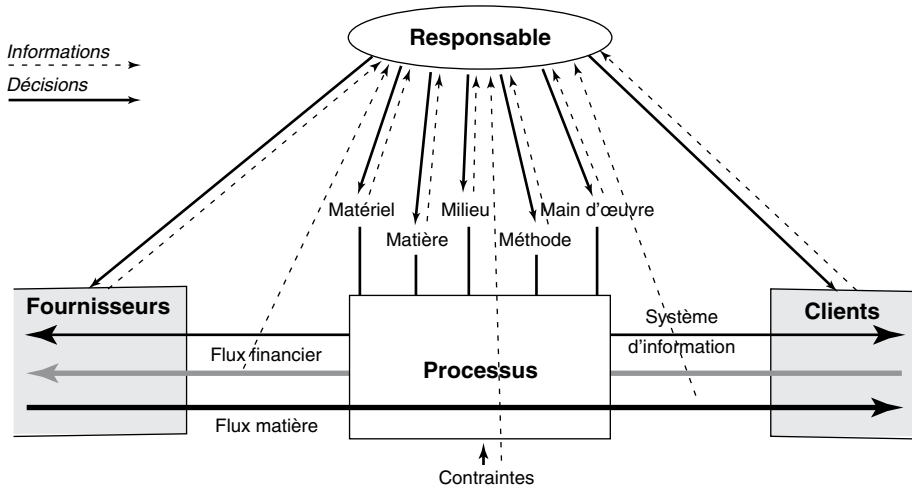 Responsable
Informations
Décisions
Matériel
Milieu
Main d'œuvre
Matière
Méthode
Fournisseurs
Clients
Système
d'information
Flux financier
Processus
Flux matière
Contraintes